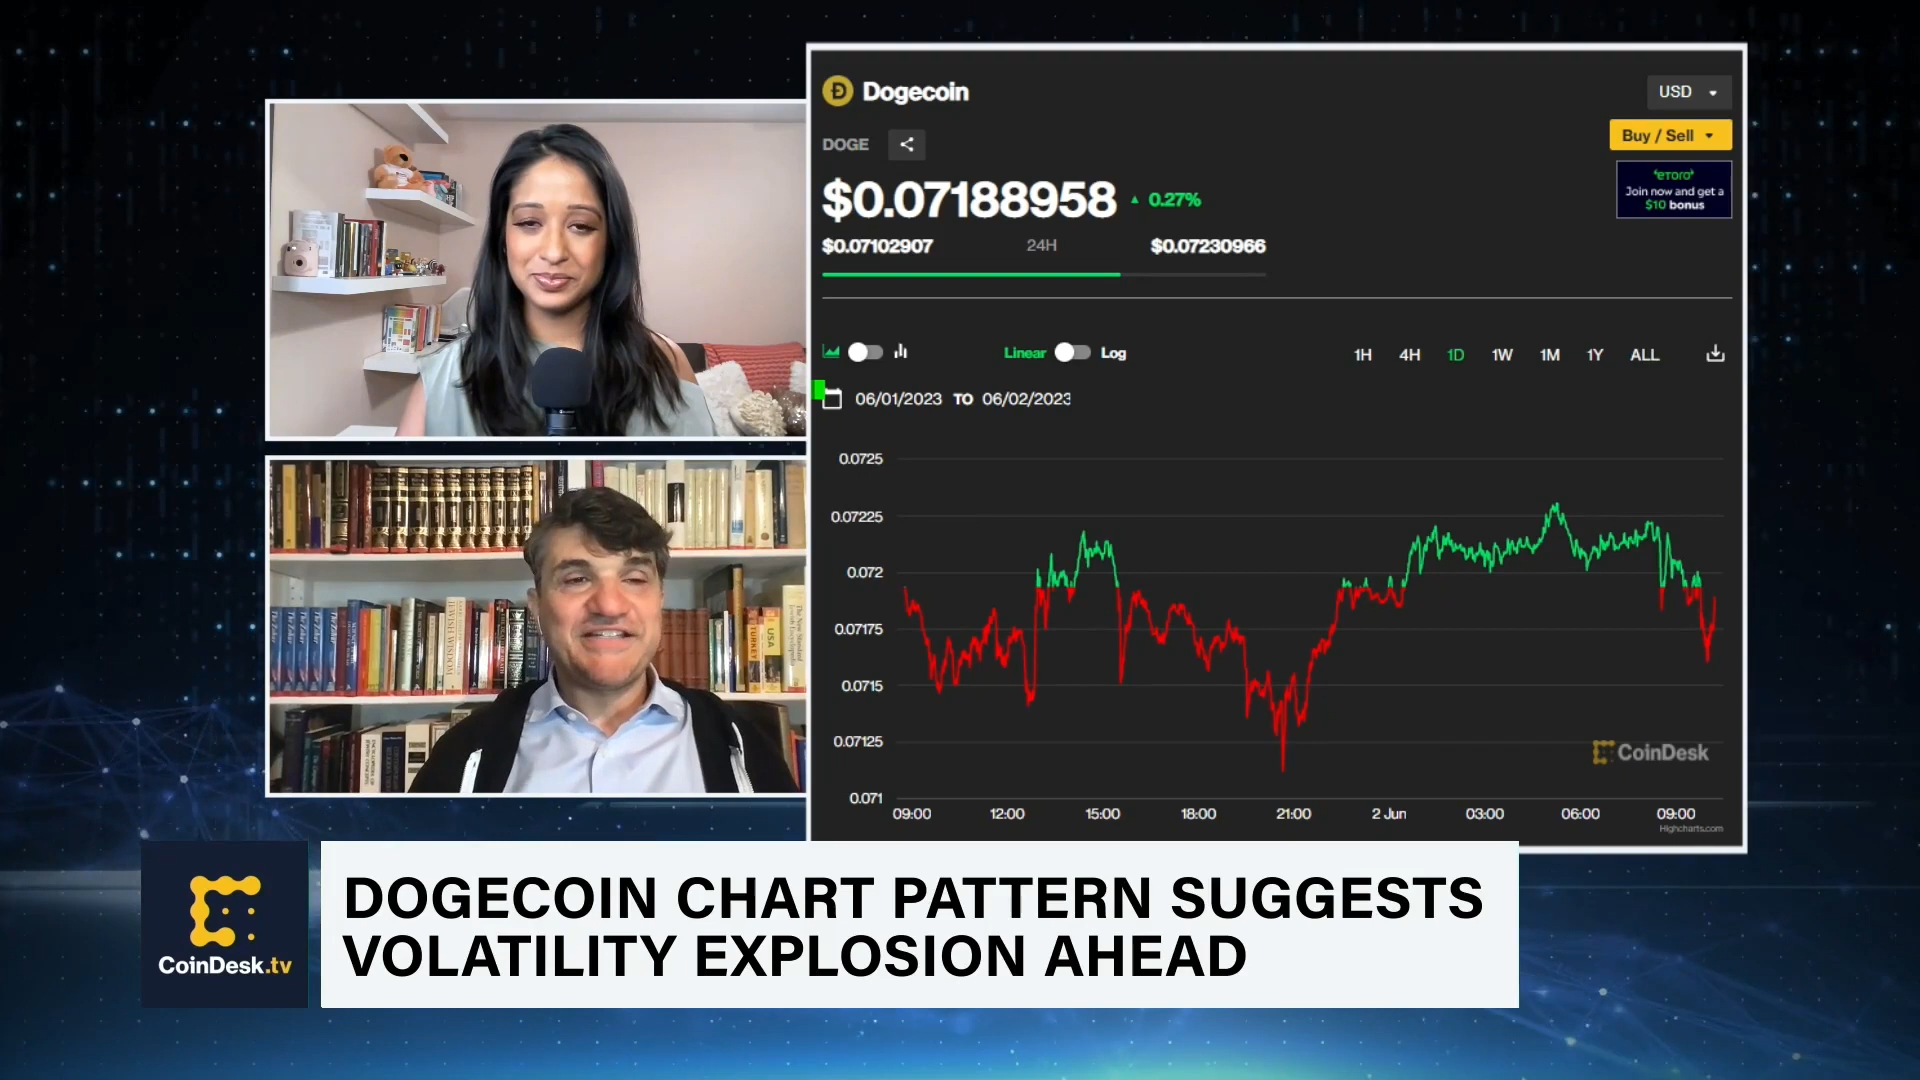 Dogecoin
USD
DOGE
Buy / Sell
$0.07188958
0.27%
eToro
Join now and get a
$10 bonus
$0.07102907
24H
$0.07230966
Linear
Log
1H
4H
1D
1W
1M
1Y
ALL
06/01/2023 TO 06/02/2023
0.0725
0.07225
0.072
0.07175
0.0715
0.07125
0.071
CoinDesk
09:00
12:00
15:00
18:00
21:00
2 Jun
03:00
06:00
09:00
Highcharts.com
JEWISH WISDOM
TURKEY
USA
CoinDesk.tv
DOGECOIN CHART PATTERN SUGGESTS
VOLATILITY EXPLOSION AHEAD